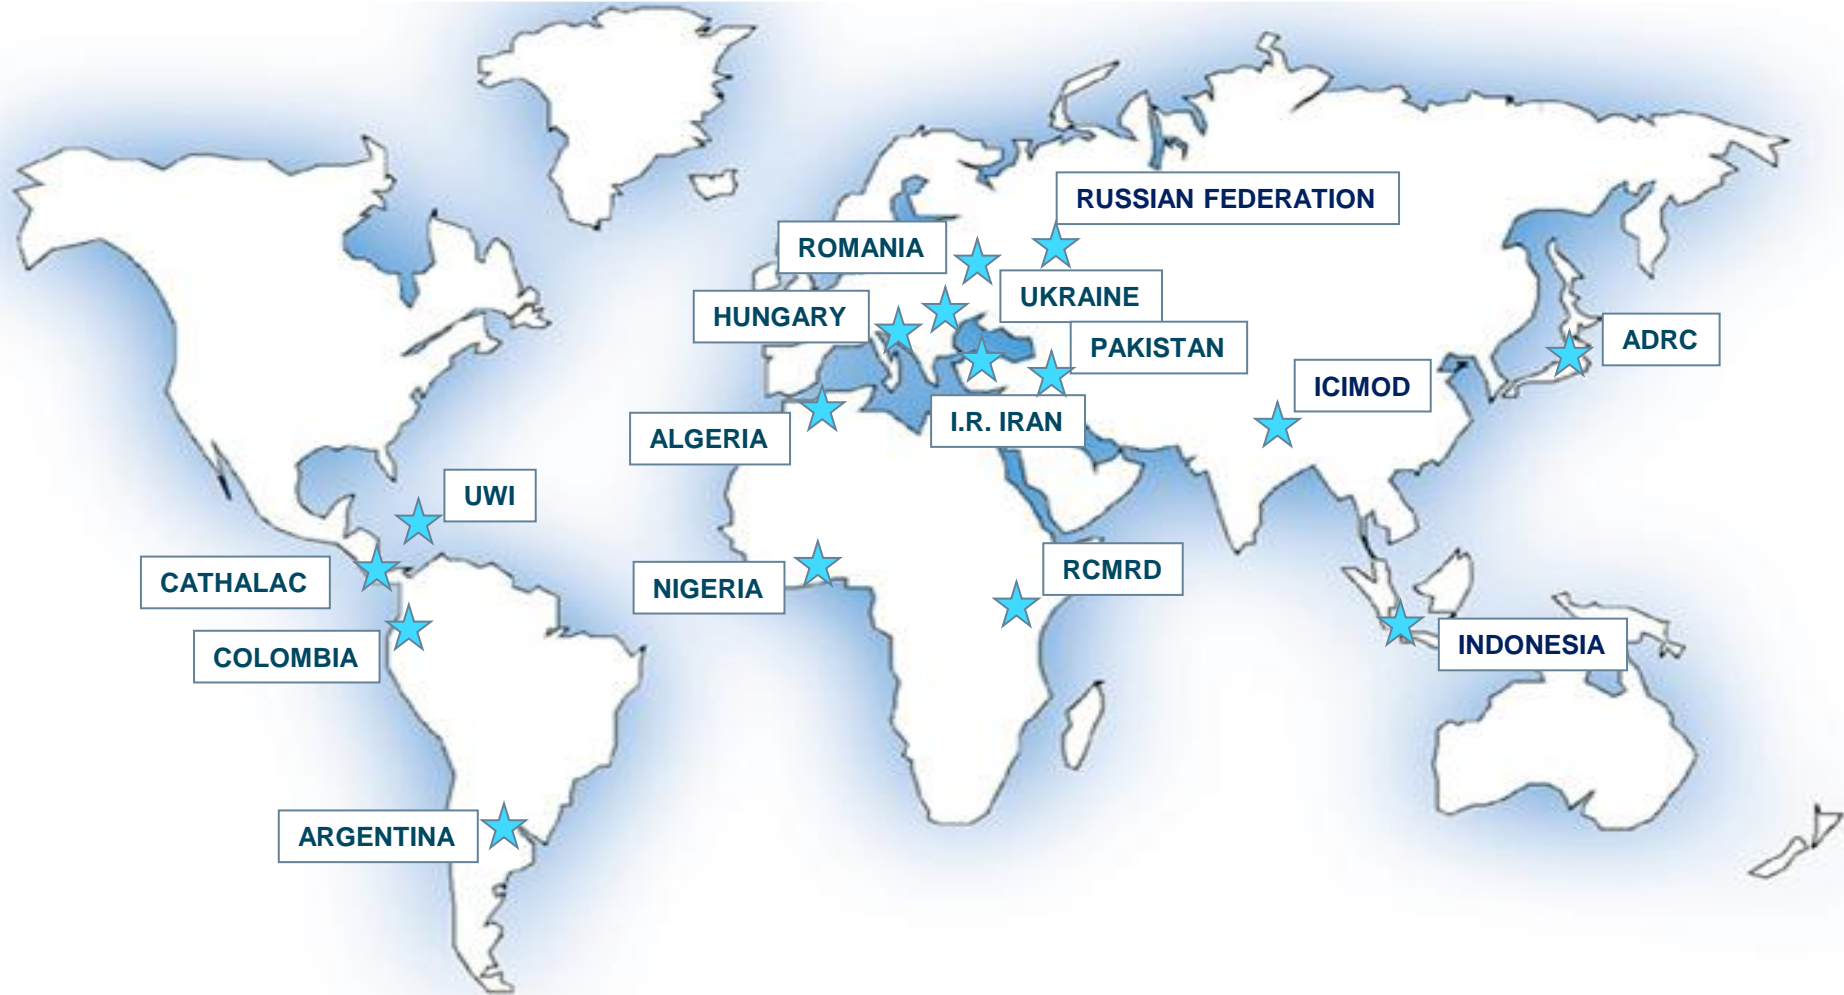 RUSSIAN FEDERATION
ROMANIA
UKRAINE
HUNGARY
PAKISTAN
ADRC
ICIMOD
I.R. IRAN
ALGERIA
UWI
RCMRD
CATHALAC
NIGERIA
COLOMBIA
INDONESIA
ARGENTINA